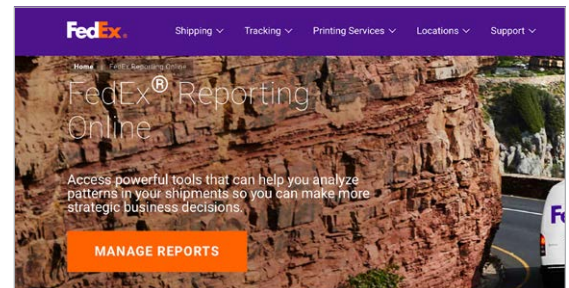 FedEx.
Shipping Tracking Printing Services Locations Support
Home FedEx Reporting Online
FedEx® Reporting
Online
Access powerful tools that can help you analyze
patterns in your shipments so you can make more
strategic business decisions.
MANAGE REPORTS
Fe